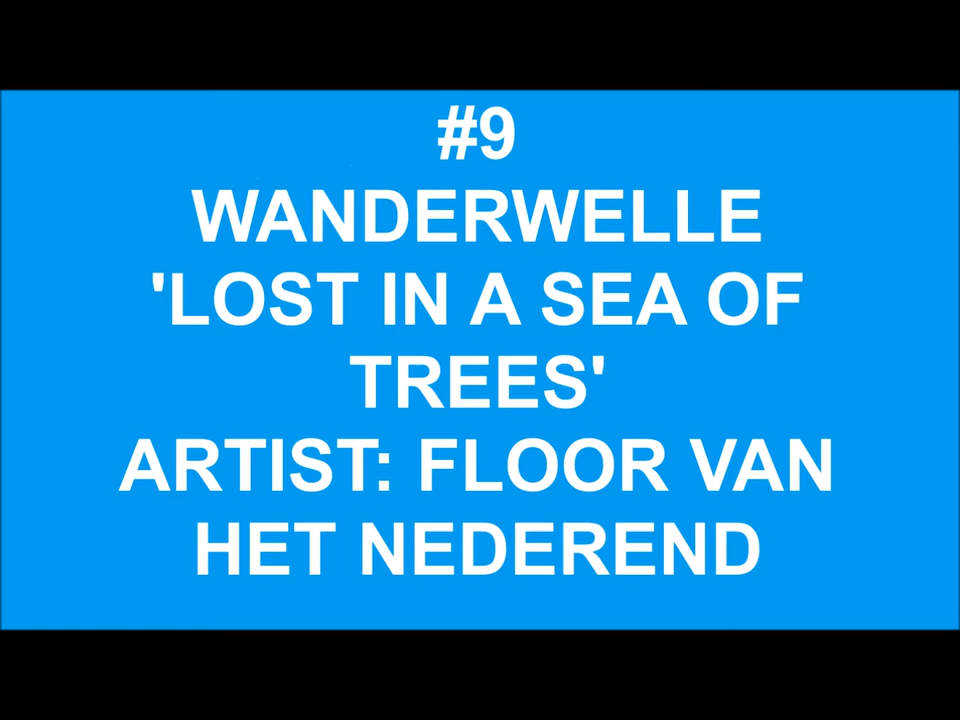 #9
WANDERWELLE
'LOST IN A SEA OF
TREES'
ARTIST: FLOOR VAN
HET NEDEREND